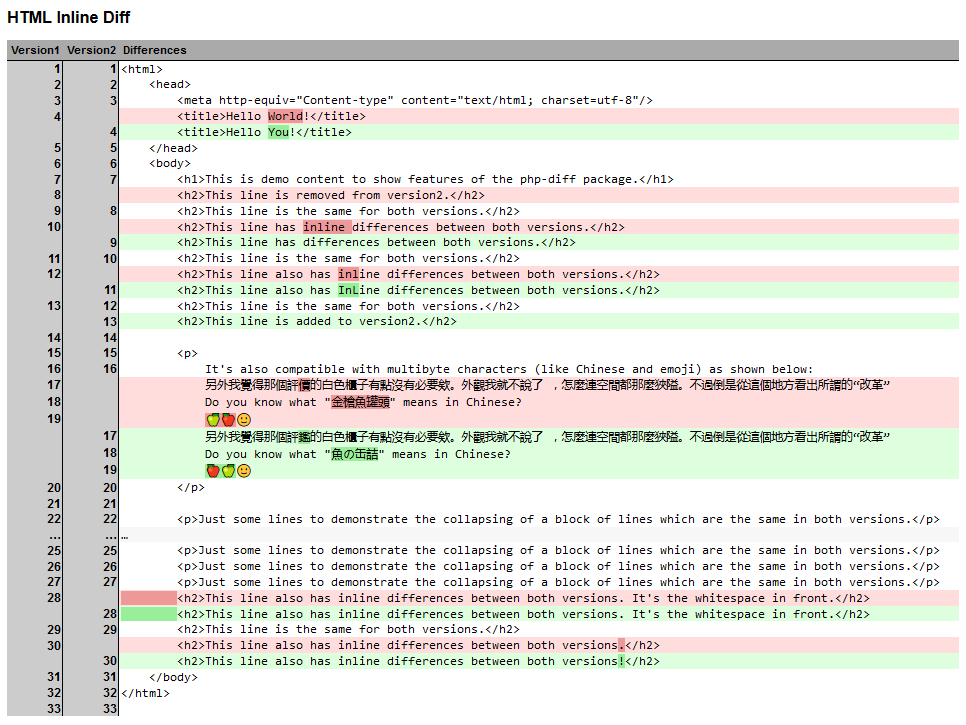 HTML Inline Diff
Version1 Version2 Differences
1 1 <html>
2 2 <head>
3 3 <meta http-equiv="Content-type" content="text/html; charset=utf-8"/>
4 <title>Hello World!</title>
4 <title>Hello You!</title>
5 5 </head>
6 6 <body>
7 7 <h1>This is demo content to show features of the php-diff package.</h1>
8 <h2>This line is removed from version2.</h2>
9 8 <h2>This line is the same for both versions.</h2>
10 <h2>This line has inline differences between both versions.</h2>
9 <h2>This line has differences between both versions.</h2>
11 10 <h2>This line is the same for both versions.</h2>
12 <h2>This line also has inline differences between both versions.</h2>
11 <h2>This line also has InLine differences between both versions.</h2>
13 12 <h2>This line is the same for both versions.</h2>
13 <h2>This line is added to version2.</h2>
14 14
15 15 <p>
16 16 It's also compatible with multibyte characters (like Chinese and emoji) as shown below:
17 另外我覺得那個評價的白色櫃子有點沒有必要欸。外觀我就不說了 ，怎麼連空間都那麼狹隘。不過倒是從這個地方看出所謂的“改革”
18 Do you know what "金槍魚罐頭" means in Chinese?
19 🍏🍎🙂
17 另外我覺得那個評鑑的白色櫃子有點沒有必要欸。外觀我就不說了 ，怎麼連空間都那麼狹隘。不過倒是從這個地方看出所謂的“改革”
18 Do you know what "魚の缶詰" means in Chinese?
19 🍎🍏🙂
20 20 </p>
21 21
22 22 <p>Just some lines to demonstrate the collapsing of a block of lines which are the same in both versions.</p>
… … …
25 25 <p>Just some lines to demonstrate the collapsing of a block of lines which are the same in both versions.</p>
26 26 <p>Just some lines to demonstrate the collapsing of a block of lines which are the same in both versions.</p>
27 27 <p>Just some lines to demonstrate the collapsing of a block of lines which are the same in both versions.</p>
28 <h2>This line also has inline differences between both versions. It's the whitespace in front.</h2>
28 <h2>This line also has inline differences between both versions. It's the whitespace in front.</h2>
29 29 <h2>This line is the same for both versions.</h2>
30 <h2>This line also has inline differences between both versions.</h2>
30 <h2>This line also has inline differences between both versions!</h2>
31 31 </body>
32 32 </html>
33 33